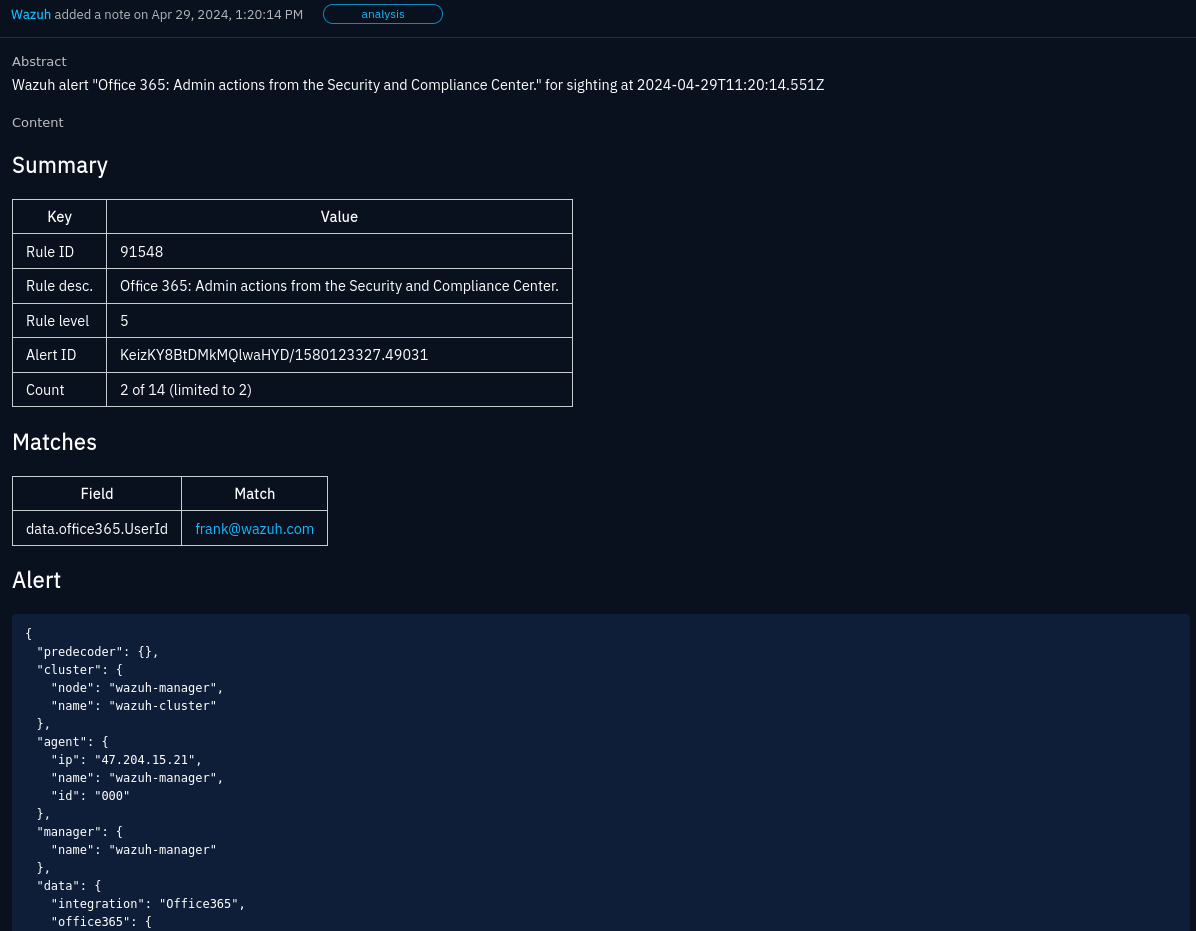 Wazuh added a note on Apr 29, 2024, 1:20:14 PM analysis
Abstract
Wazuh alert "Office 365: Admin actions from the Security and Compliance Center." for sighting at 2024-04-29T11:20:14.551Z
Content
Summary
Key Value
Rule ID 91548
Rule desc. Office 365: Admin actions from the Security and Compliance Center.
Rule level 5
Alert ID KeizKY8BtDMkMQlwaHYD/1580123327.49031
Count 2 of 14 (limited to 2)
Matches
Field Match
data.office365.UserId frank@wazuh.com
Alert
{
"predecoder": {},
"cluster": {
"node": "wazuh-manager",
"name": "wazuh-cluster"
},
"agent": {
"ip": "47.204.15.21",
"name": "wazuh-manager",
"id": "000"
},
"manager": {
"name": "wazuh-manager"
},
"data": {
"integration": "Office365",
"office365": {